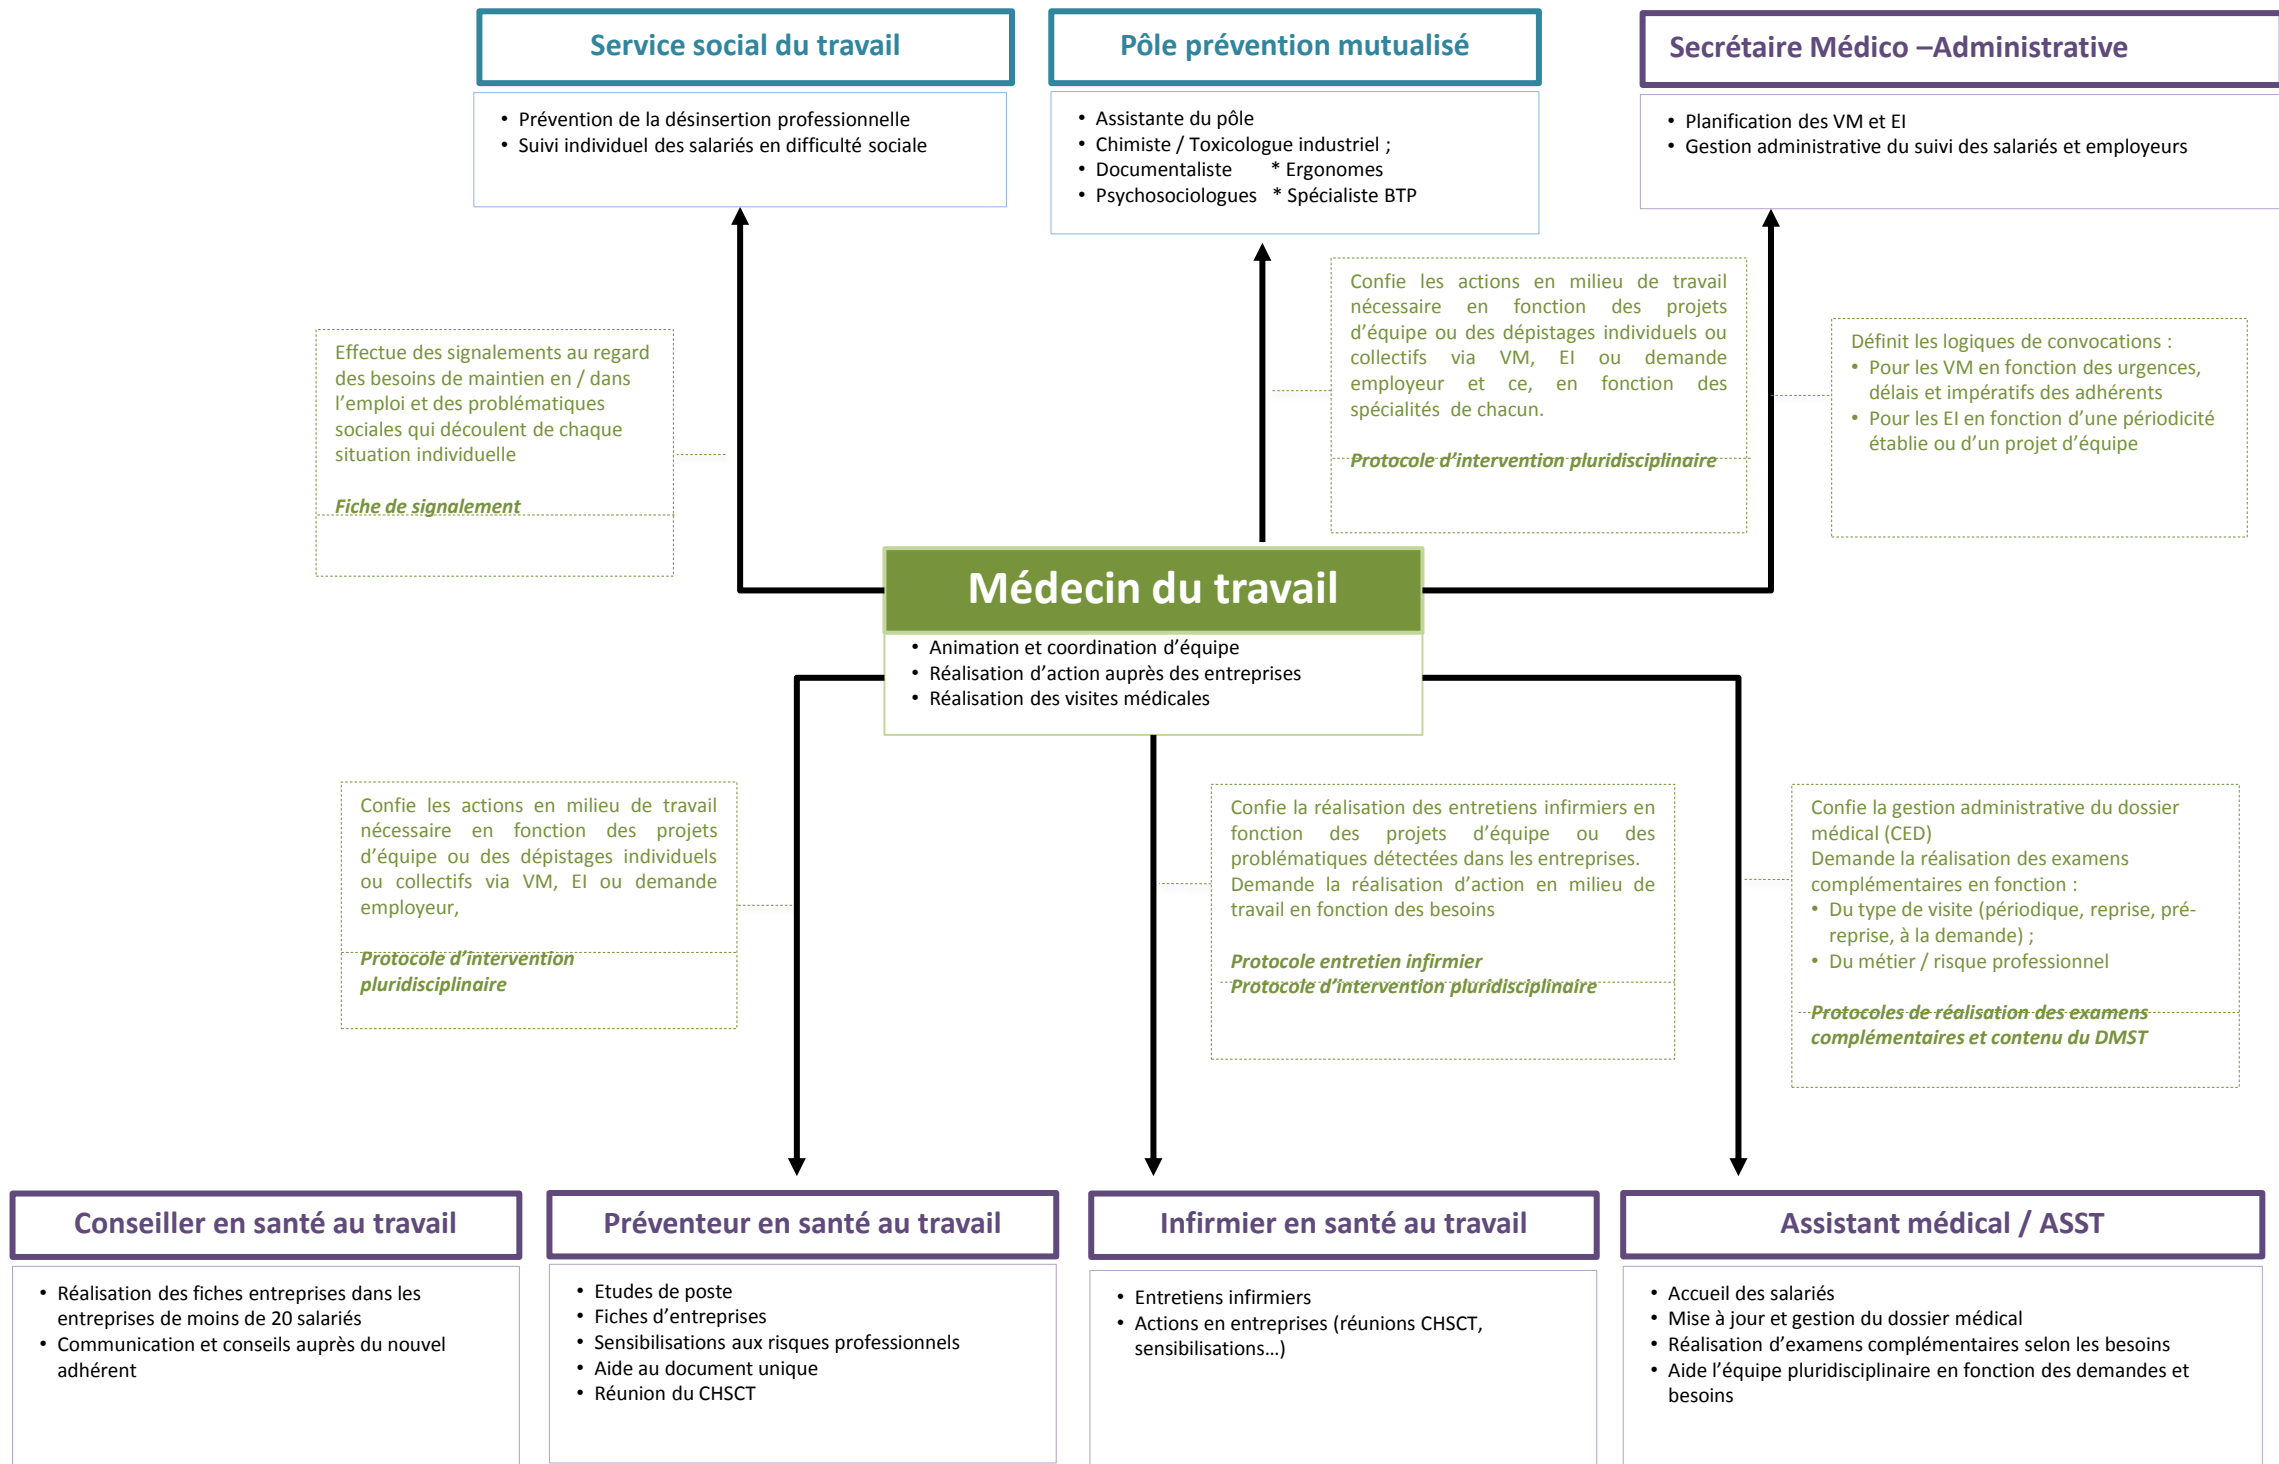 Service social du travail
• Prévention de la désinsertion professionnelle
• Suivi individuel des salariés en difficulté sociale
Pôle prévention mutualisé
• Assistante du pôle
• Chimiste / Toxicologue industriel ;
• Documentaliste * Ergonomes
• Psychosociologues * Spécialiste BTP
Secrétaire Médico –Administrative
• Planification des VM et EI
• Gestion administrative du suivi des salariés et employeurs
Effectue des signalements au regard
des besoins de maintien en / dans
l’emploi et des problématiques
sociales qui découlent de chaque
situation individuelle
Fiche de signalement
Confie les actions en milieu de travail
nécessaire en fonction des projets
d’équipe ou des dépistages individuels ou
collectifs via VM, EI ou demande
employeur et ce, en fonction des
spécialités de chacun.
Protocole d’intervention pluridisciplinaire
Définit les logiques de convocations :
• Pour les VM en fonction des urgences,
délais et impératifs des adhérents
• Pour les EI en fonction d’une périodicité
établie ou d’un projet d’équipe
Médecin du travail
• Animation et coordination d’équipe
• Réalisation d’action auprès des entreprises
• Réalisation des visites médicales
Confie les actions en milieu de travail
nécessaire en fonction des projets
d’équipe ou des dépistages individuels
ou collectifs via VM, EI ou demande
employeur,
Protocole d’intervention
pluridisciplinaire
Confie la réalisation des entretiens infirmiers en
fonction des projets d’équipe ou des
problématiques détectées dans les entreprises.
Demande la réalisation d’action en milieu de
travail en fonction des besoins
Protocole entretien infirmier
Protocole d’intervention pluridisciplinaire
Confie la gestion administrative du dossier
médical (CED)
Demande la réalisation des examens
complémentaires en fonction :
• Du type de visite (périodique, reprise, pré-
reprise, à la demande) ;
• Du métier / risque professionnel
Protocoles de réalisation des examens
complémentaires et contenu du DMST
Conseiller en santé au travail
• Réalisation des fiches entreprises dans les
entreprises de moins de 20 salariés
• Communication et conseils auprès du nouvel
adhérent
Préventeur en santé au travail
• Etudes de poste
• Fiches d’entreprises
• Sensibilisations aux risques professionnels
• Aide au document unique
• Réunion du CHSCT
Infirmier en santé au travail
• Entretiens infirmiers
• Actions en entreprises (réunions CHSCT,
sensibilisations…)
Assistant médical / ASST
• Accueil des salariés
• Mise à jour et gestion du dossier médical
• Réalisation d’examens complémentaires selon les besoins
• Aide l’équipe pluridisciplinaire en fonction des demandes et
besoins